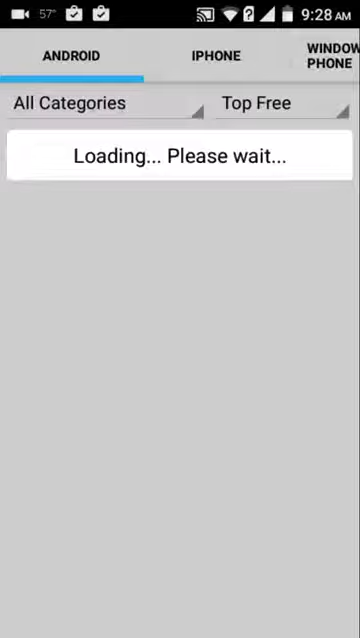 57° 9:28 AM
ANDROID IPHONE WINDOW
PHONE
All Categories Top Free
Loading... Please wait...